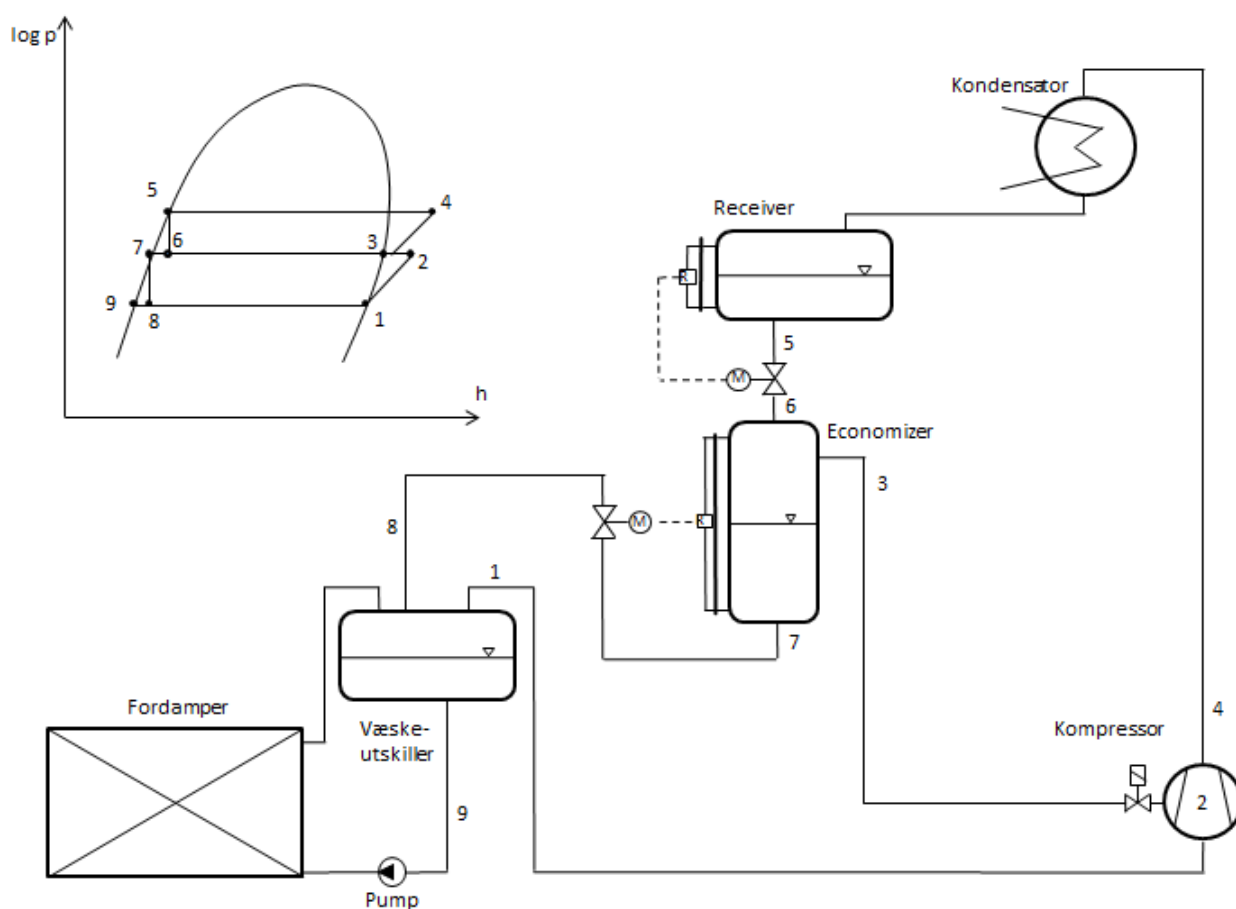 log p
Kondensator
5
4
Receiver
7
6
3
2
R
9
8
1
5
M
h
6
Economizer
3
8
M
R
1
7
Fordamper
Væske-
utskiller
4
Kompressor
9
2
Pump